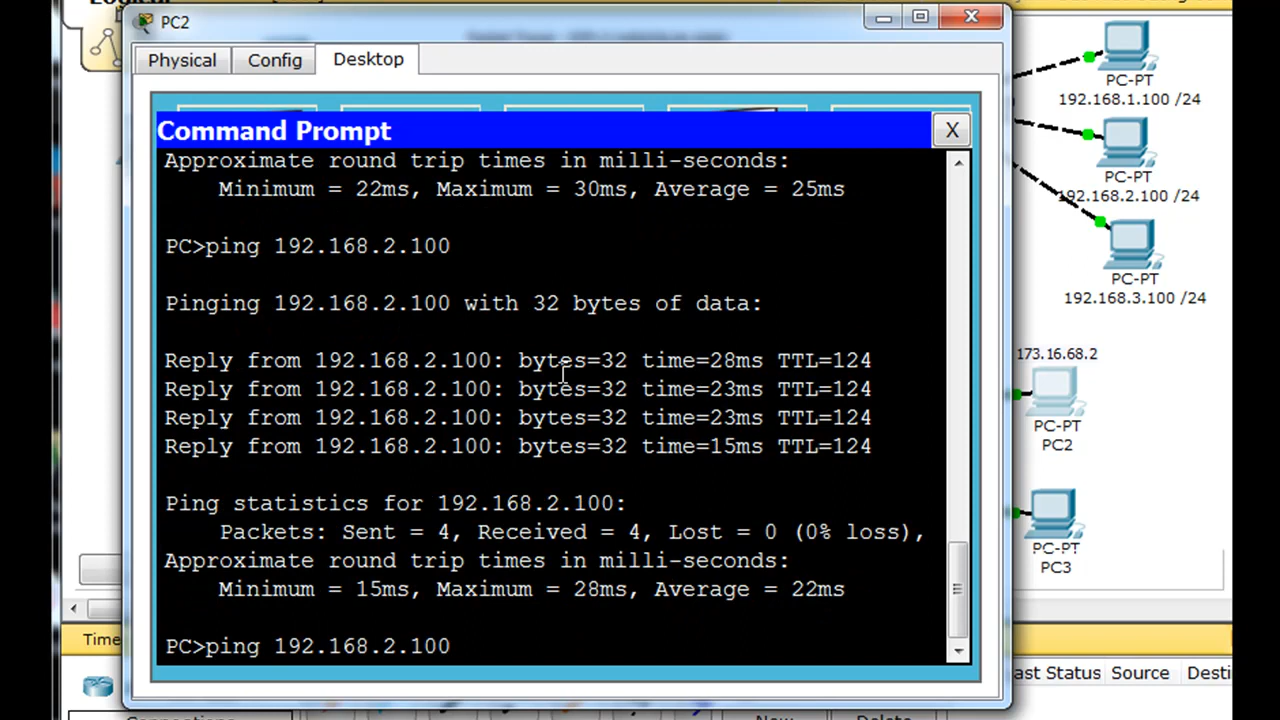 PC2
Physical
Config
Desktop
Command Prompt
X
Approximate round trip times in milli-seconds:
Minimum = 22ms, Maximum = 30ms, Average = 25ms
PC>ping 192.168.2.100
Pinging 192.168.2.100 with 32 bytes of data:
Reply from 192.168.2.100: bytes=32 time=28ms TTL=124
Reply from 192.168.2.100: bytes=32 time=23ms TTL=124
Reply from 192.168.2.100: bytes=32 time=23ms TTL=124
Reply from 192.168.2.100: bytes=32 time=15ms TTL=124
Ping statistics for 192.168.2.100:
Packets: Sent = 4, Received = 4, Lost = 0 (0% loss),
Approximate round trip times in milli-seconds:
Minimum = 15ms, Maximum = 28ms, Average = 22ms
PC>ping 192.168.2.100
PC-PT
192.168.1.100 /24
PC-PT
192.168.2.100 /24
PC-PT
192.168.3.100 /24
173.16.68.2
PC-PT
PC2
PC-PT
PC3
Time
ast Status Source Desti